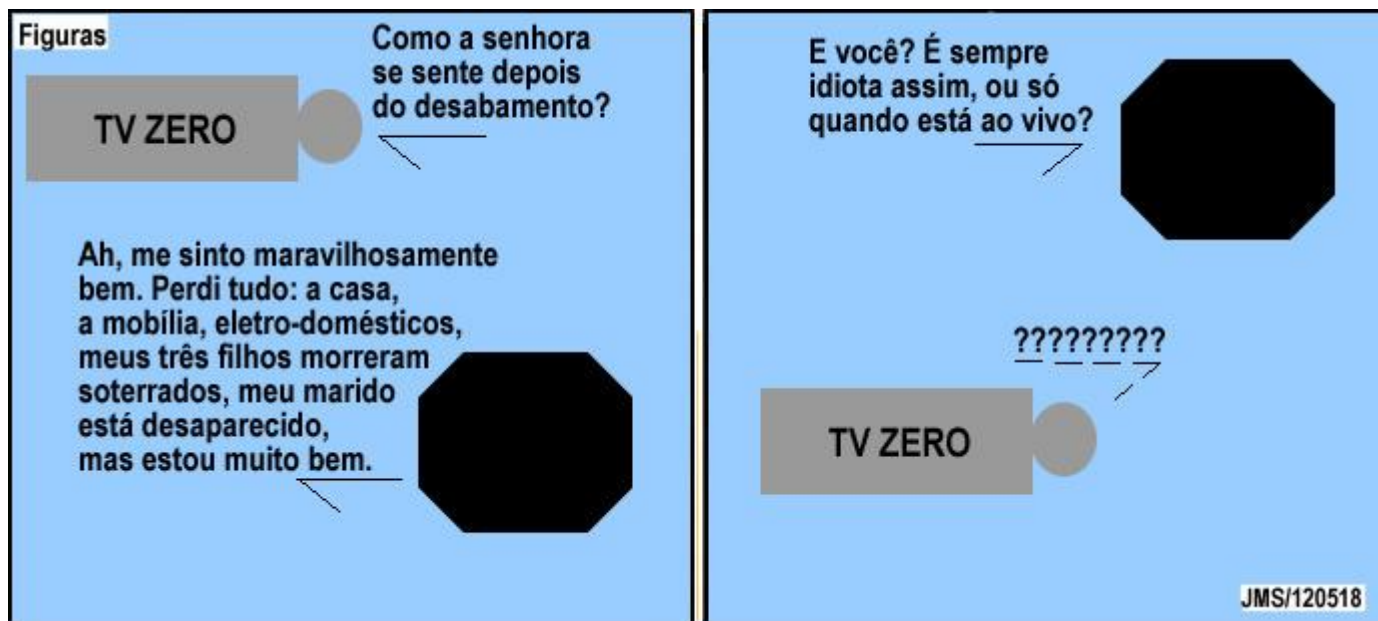 Figuras
Como a senhora
se sente depois
do desabamento?
TV ZERO
Ah, me sinto maravilhosamente
bem. Perdi tudo: a casa,
a mobília, eletro-domésticos,
meus três filhos morreram
soterrados, meu marido
está desaparecido,
mas estou muito bem.
E você? É sempre
idiota assim, ou só
quando está ao vivo?
?????????
TV ZERO
JMS/120518